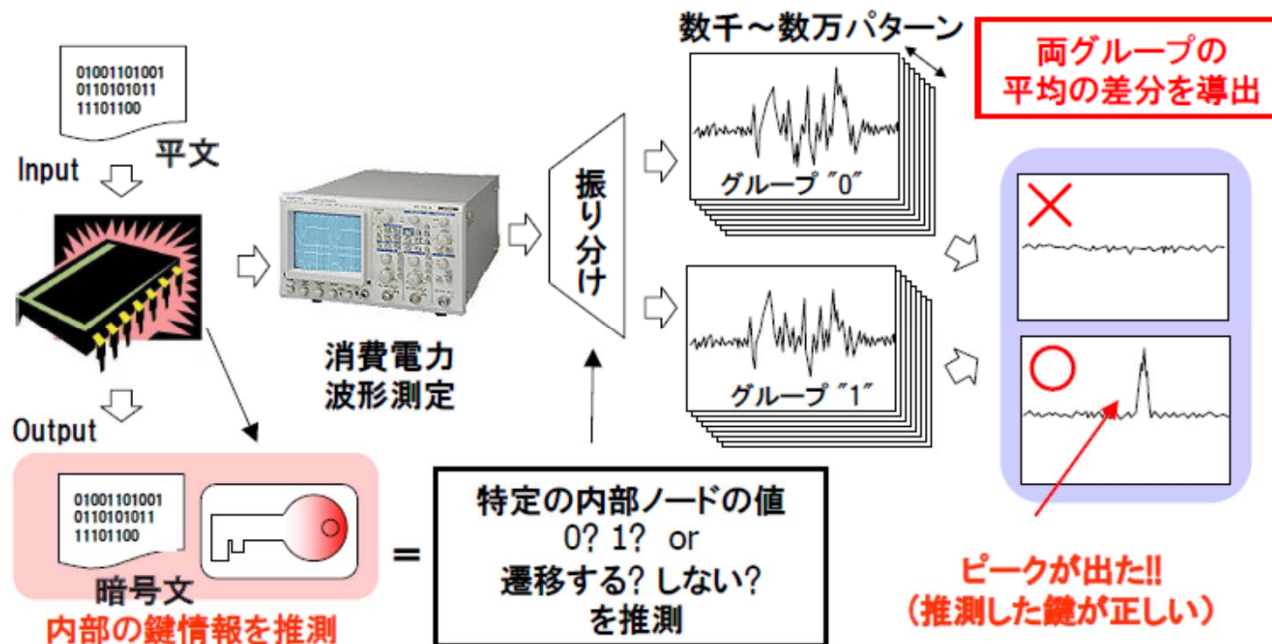 01001101001
0110101011
11101100
平文
Input
Output
消費電力
波形測定
振り分け
数千～数万パターン
グループ "0"
グループ "1"
両グループの
平均の差分を導出
ピークが出た!!
（推測した鍵が正しい）
01001101001
0110101011
11101100
暗号文
内部の鍵情報を推測
=
特定の内部ノードの値
0? 1? or
遷移する? しない?
を推測